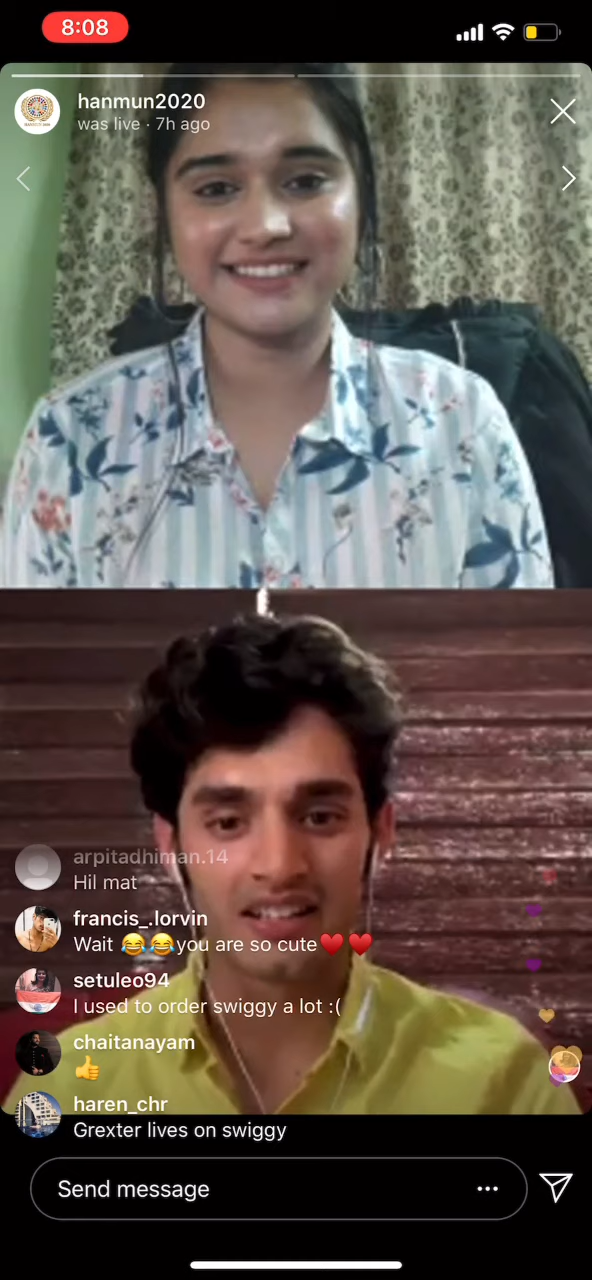 8:08
hanmun2020
was live · 7h ago
arpitadhiman.14
Hil mat
francis_.lorvin
Wait 😂😂you are so cute♥️♥️
setuleo94
I used to order swiggy a lot :(
chaitanayam
👍
haren_chr
Grexter lives on swiggy
Send message